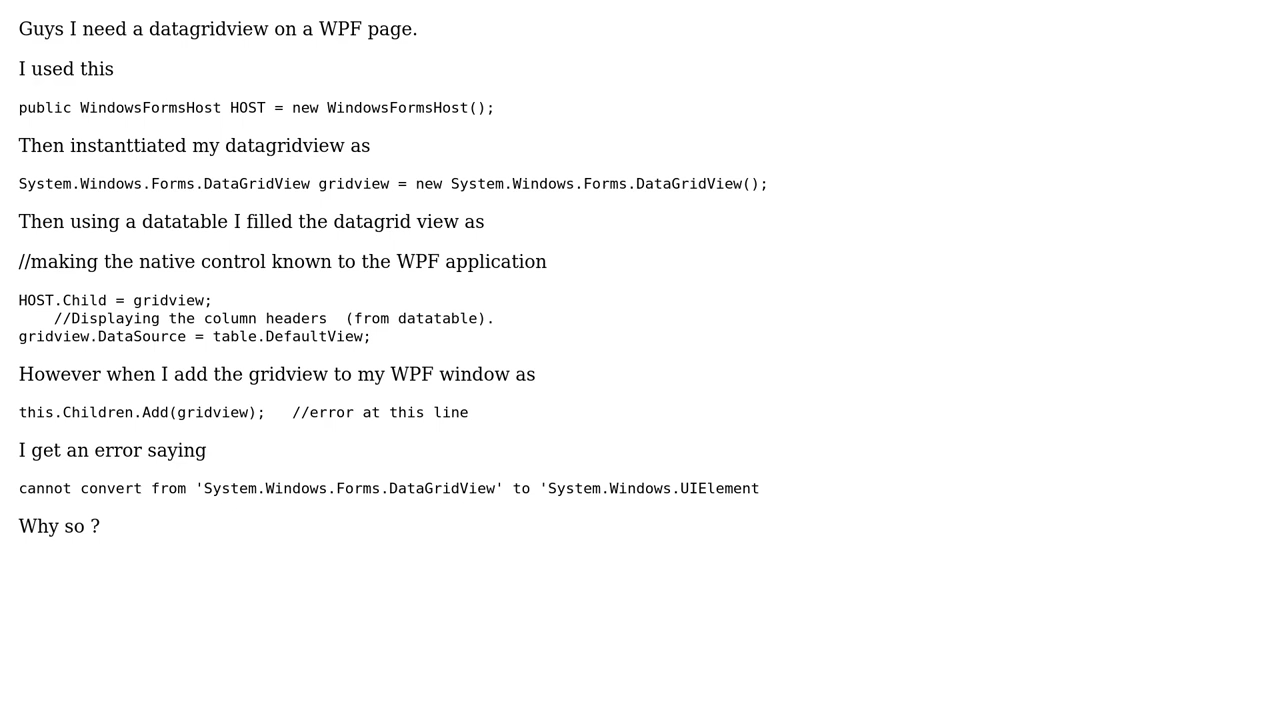 Guys I need a datagridview on a WPF page.
I used this
public WindowsFormsHost HOST = new WindowsFormsHost();
Then instanttiated my datagridview as
System.Windows.Forms.DataGridView gridview = new System.Windows.Forms.DataGridView();
Then using a datatable I filled the datagrid view as
//making the native control known to the WPF application
HOST.Child = gridview;
    //Displaying the column headers  (from datatable).
gridview.DataSource = table.DefaultView;
However when I add the gridview to my WPF window as
this.Children.Add(gridview);   //error at this line
I get an error saying
cannot convert from 'System.Windows.Forms.DataGridView' to 'System.Windows.UIElement
Why so ?